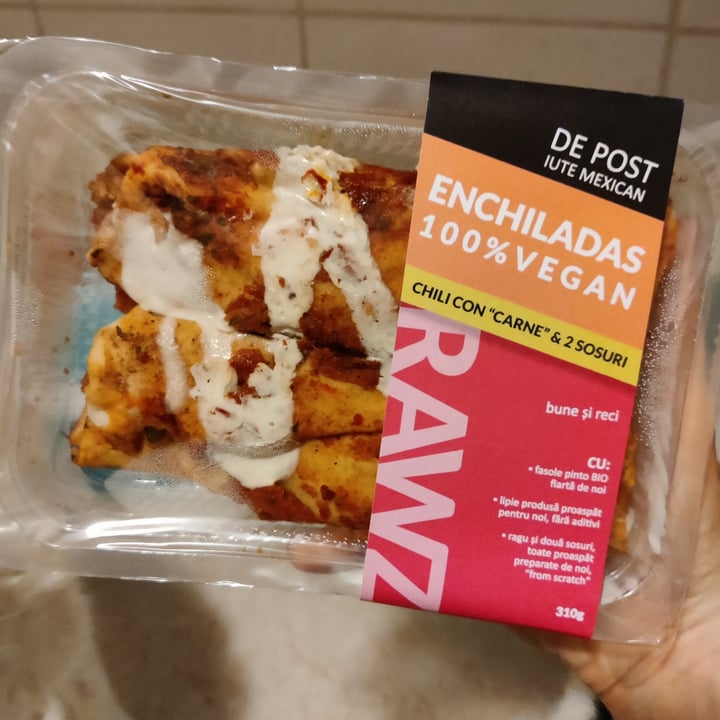 DE POST
IUTE MEXICAN
ENCHILADAS
100% VEGAN
CHILI CON "CARNE" & 2 SOSURI
RAWZ
bune și reci
CU:
• fasole pinto BIO
fiartă de noi
• lipie produsă proaspăt
pentru noi, fără aditivi
• ragu și două sosuri,
toate proaspăt
preparate de noi,
"from scratch"
310g